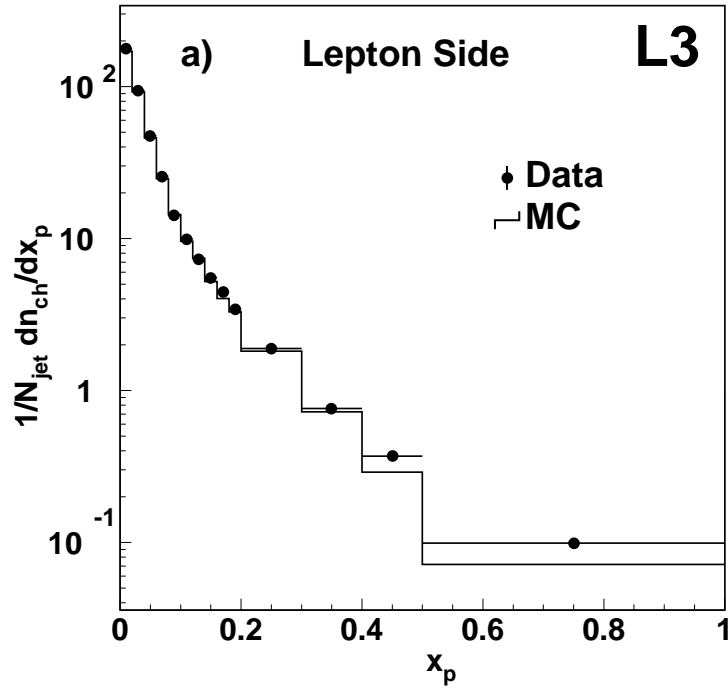 a) Lepton Side L3
Data
MC
1/N_jet dn_ch/dx_p
10^2
10
1
10^-1
0 0.2 0.4 0.6 0.8 1
x_p